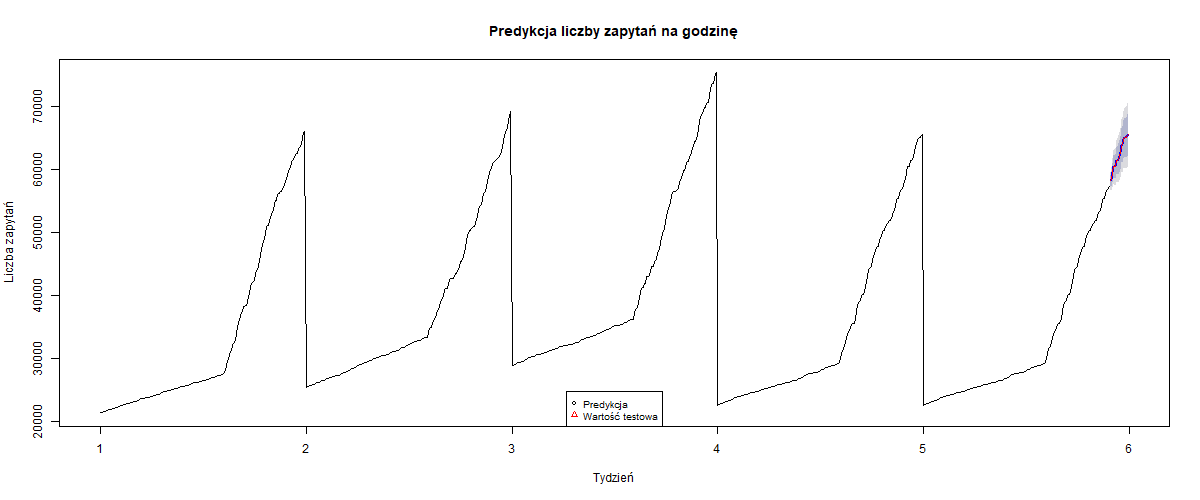 Predykcja liczby zapytań na godzinę
Liczba zapytań
70000
60000
50000
40000
30000
20000
Predykcja
Wartość testowa
1 2 3 4 5 6
Tydzień